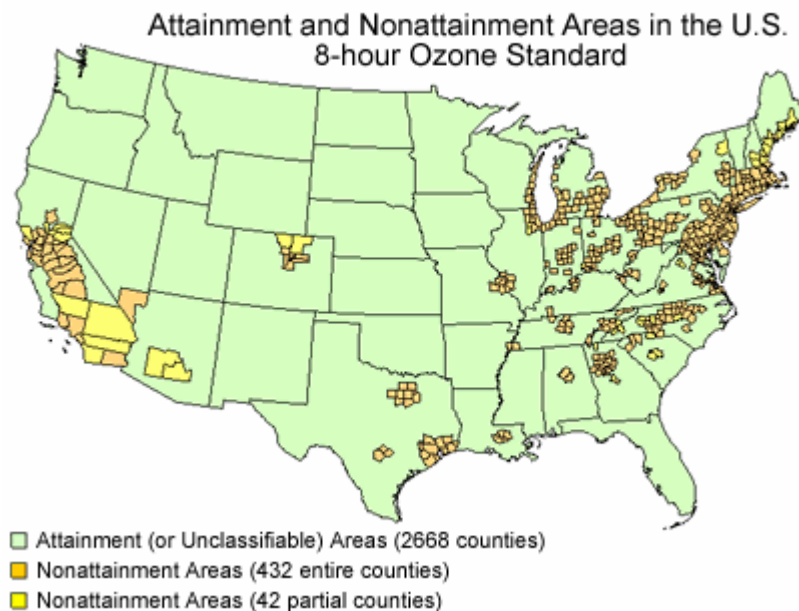 Attainment and Nonattainment Areas in the U.S.
8-hour Ozone Standard
Attainment (or Unclassifiable) Areas (2668 counties)
Nonattainment Areas (432 entire counties)
Nonattainment Areas (42 partial counties)